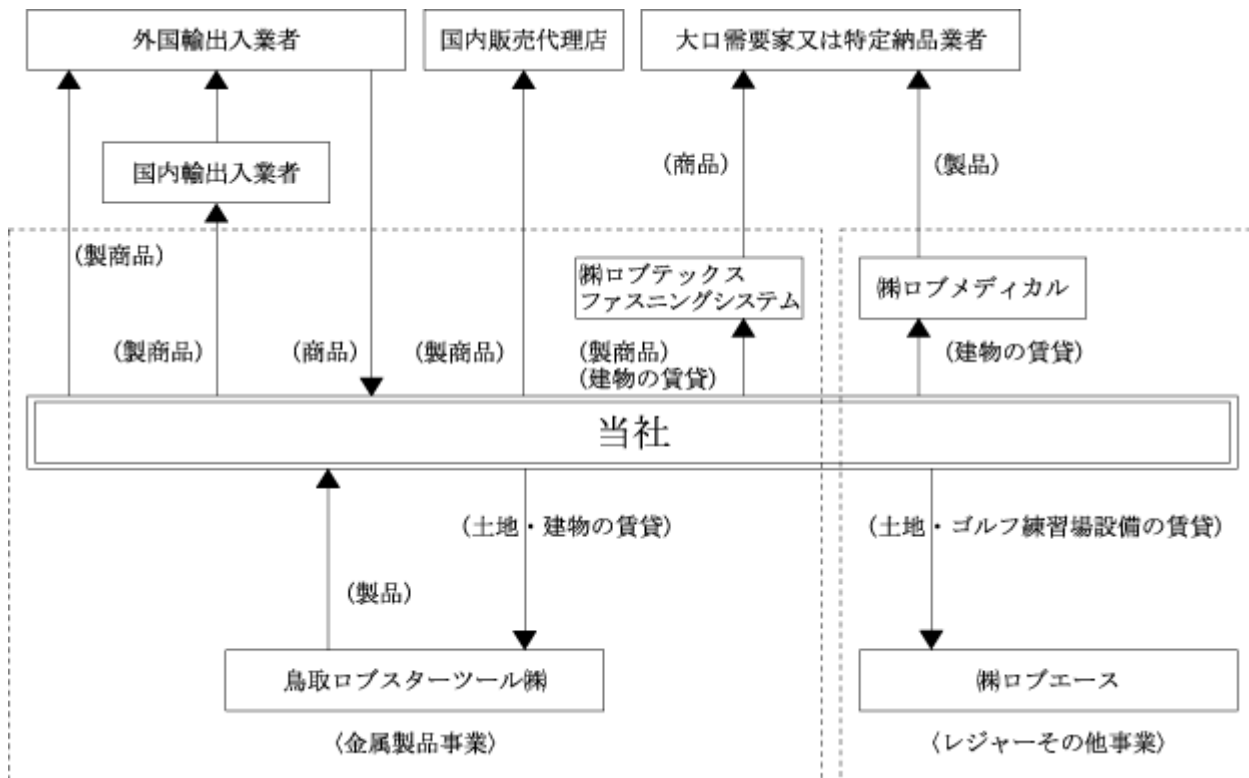 外国輸出入業者
国内販売代理店
大口需要家又は特定納品業者
国内輸出入業者
(商品)
(製品)
(製商品)
㈱ロブテックス
ファスニングシステム
㈱ロブメディカル
(製商品)
(商品)
(製商品)
(製商品)
(建物の賃貸)
(建物の賃貸)
当社
(土地・建物の賃貸)
(土地・ゴルフ練習場設備の賃貸)
(製品)
鳥取ロブスターツール㈱
㈱ロブエース
〈金属製品事業〉
〈レジャーその他事業〉